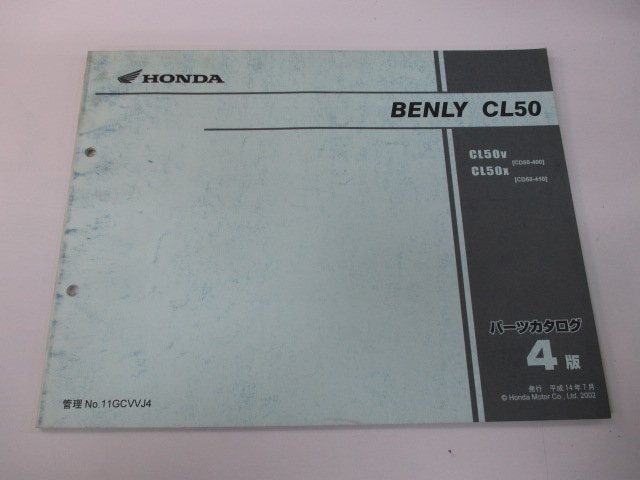 HONDA
BENLY CL50
CL50V [CD50-400]
CL50X [CD50-410]
パーツカタログ
4版
発行 平成14年7月
© Honda Motor Co., Ltd. 2002
管理 No.11GCVVJ4